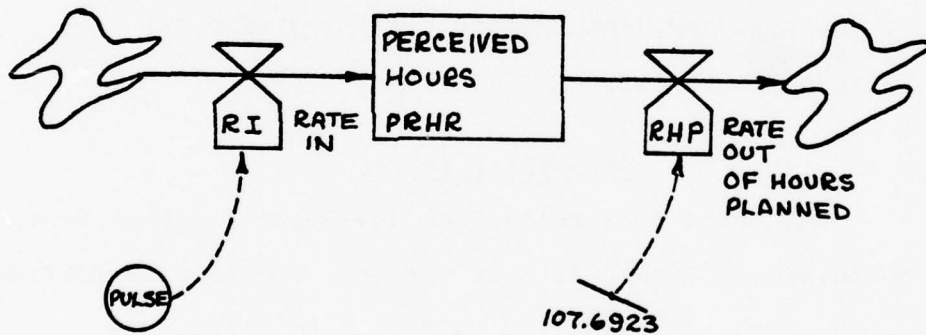 RI
RATE
IN
PERCEIVED
HOURS
PRHR
RHP
RATE
OUT
OF HOURS
PLANNED
PULSE
107.6923